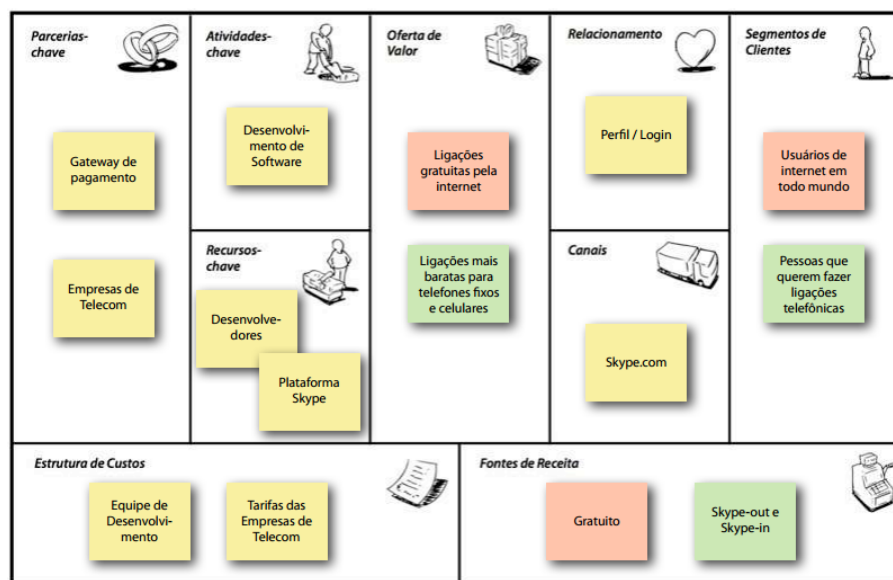 Parcerias-
chave
Gateway de
pagamento
Empresas de
Telecom
Atividades-
chave
Desenvolvi-
mento de
Software
Recursos-
chave
Desenvolve-
dores
Plataforma
Skype
Oferta de
Valor
Ligações
gratuitas pela
internet
Ligações mais
baratas para
telefones fixos
e celulares
Relacionamento
Perfil / Login
Canais
Skype.com
Segmentos de
Clientes
Usuários de
internet em
todo mundo
Pessoas que
querem fazer
ligações
telefônicas
Estrutura de Custos
Equipe de
Desenvolvi-
mento
Tarifas das
Empresas de
Telecom
Fontes de Receita
Gratuito
Skype-out e
Skype-in